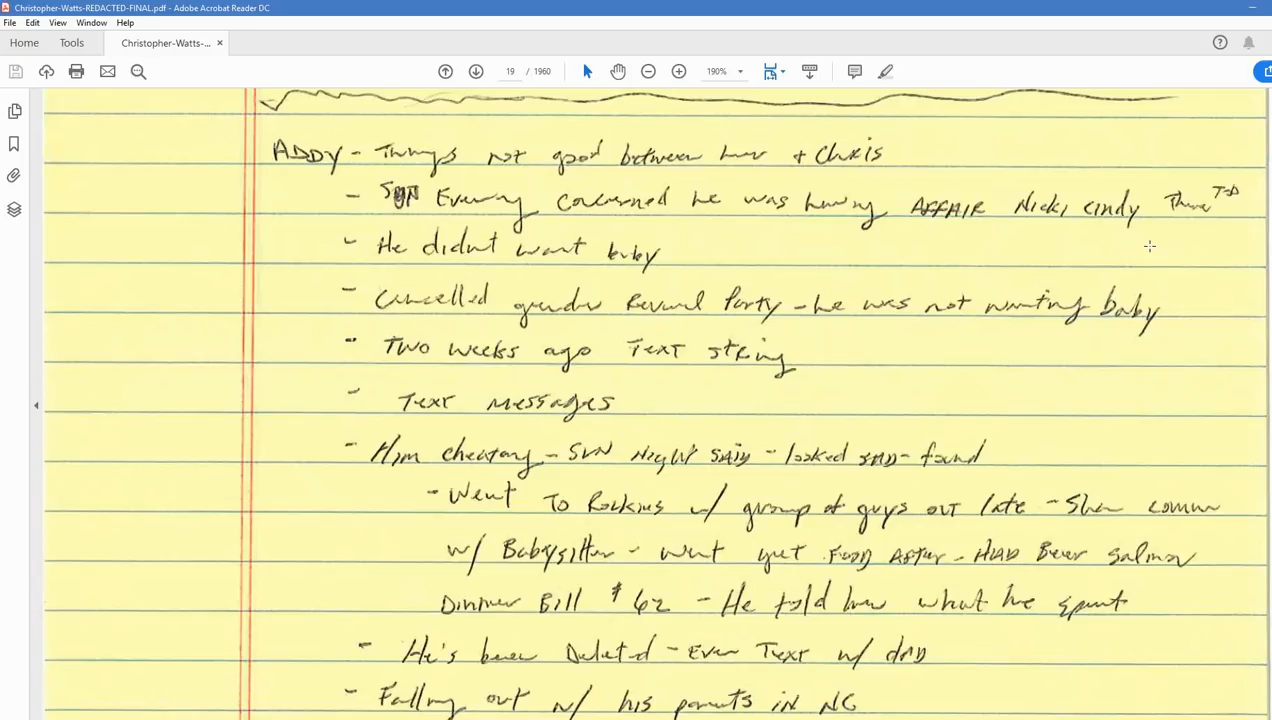 Christopher-Watts-REDACTED-FINAL.pdf - Adobe Acrobat Reader DC
File Edit View Window Help
Home Tools Christopher-Watts-... ×
19 / 1960 190%
ADDY - Things not good between her + Chris
- SUN Evening concerned he was having AFFAIR Nicki Cindy
- He didnt want baby
- Cancelled gender Reveal Party - he was not wanting baby
- Two weeks ago Text string
- Text messages
- Him cheating - SUN Night SAID - looked - found
- Went To Rockies w/ group of guys out late - comm
w/ Babysitter - went get FOOD AFTER - HAD Beer Salmon
Dinner Bill $62 - He told her what he spent
- He's been Deleted - Even Text w/ dAD
- Falling out w/ his parents in NC